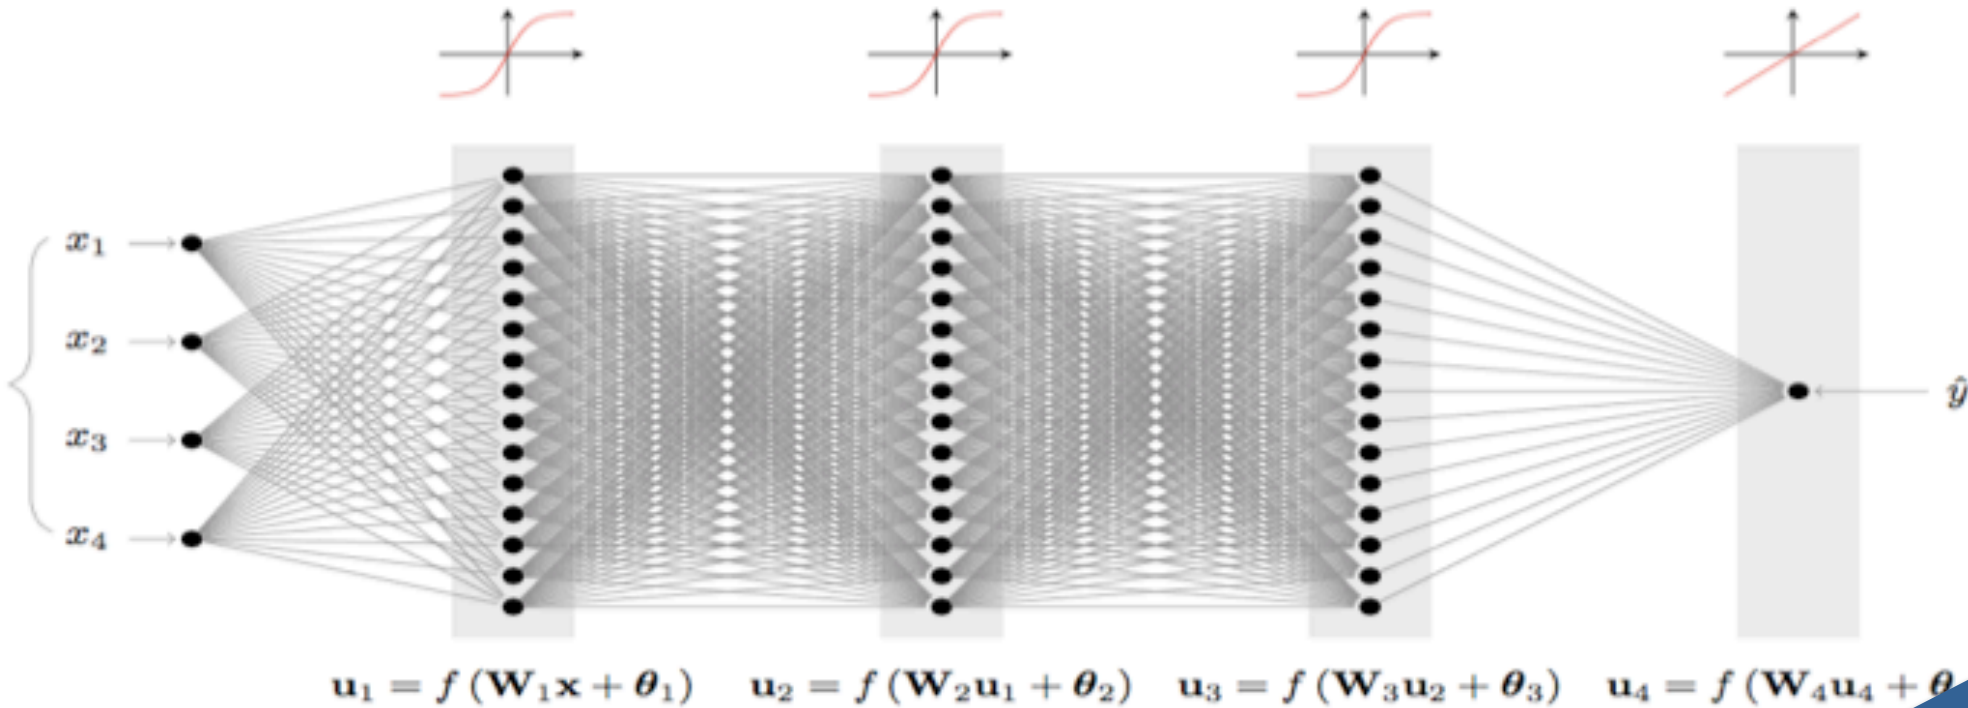 x₁
x₂
x₃
x₄
ŷ
u₁ = f (W₁x + θ₁) u₂ = f (W₂u₁ + θ₂) u₃ = f (W₃u₂ + θ₃) u₄ = f (W₄u₄ + θ